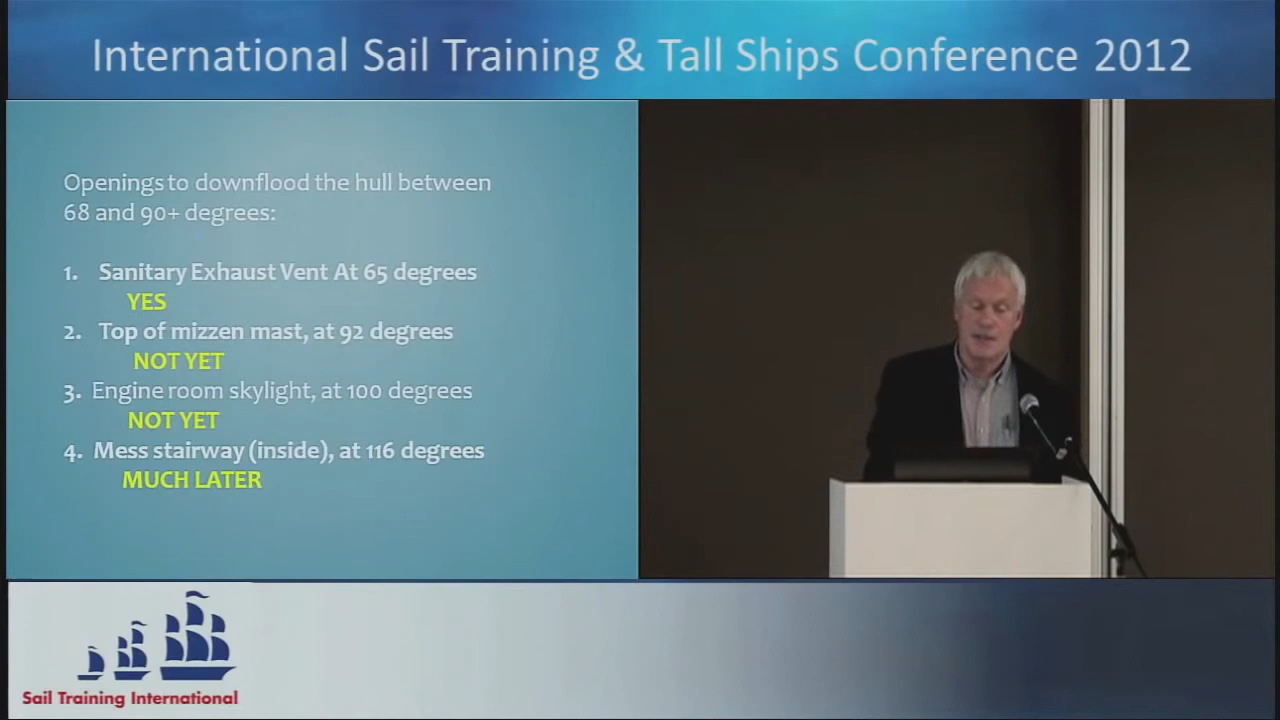 International Sail Training & Tall Ships Conference 2012
Openings to downflood the hull between
68 and 90+ degrees:
1. Sanitary Exhaust Vent At 65 degrees
YES
2. Top of mizzen mast, at 92 degrees
NOT YET
3. Engine room skylight, at 100 degrees
NOT YET
4. Mess stairway (inside), at 116 degrees
MUCH LATER
Sail Training International